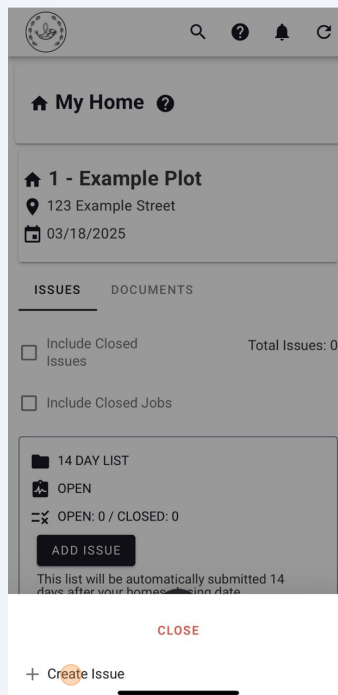 My Home
1 - Example Plot
123 Example Street
03/18/2025
ISSUES DOCUMENTS
Include Closed
Issues
Total Issues: 0
Include Closed Jobs
14 DAY LIST
OPEN
OPEN: 0 / CLOSED: 0
ADD ISSUE
This list will be automatically submitted 14
days after your homes closing date
CLOSE
Create Issue